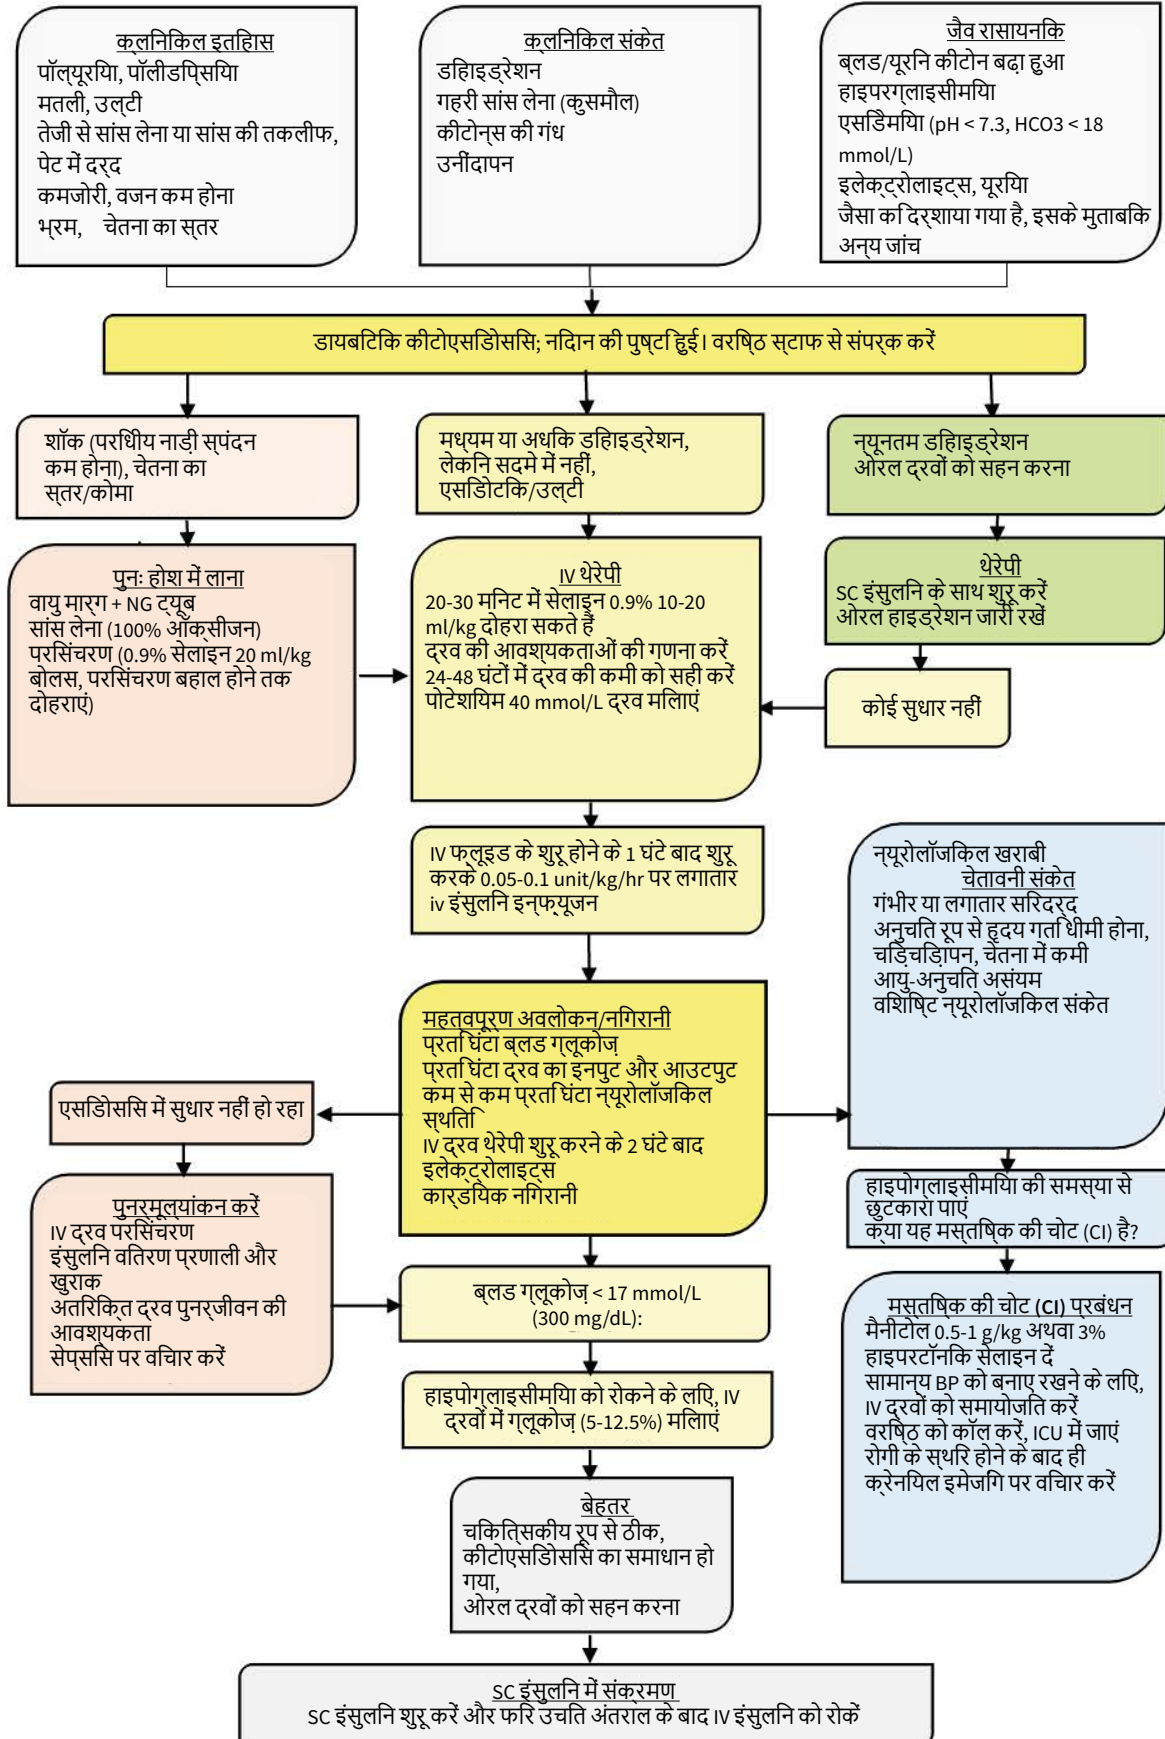 क्लिनिकल इतिहास
पॉल्यूरिया, पॉलीडिप्सिया
मतली, उल्टी
तेजी से सांस लेना या सांस की तकलीफ,
पेट में दर्द
कमजोरी, वजन कम होना
भ्रम, चेतना का स्तर
क्लिनिकल संकेत
डिहाइड्रेशन
गहरी सांस लेना (कुसमौल)
कीटोन्स की गंध
उनींदापन
जैव रासायनिक
ब्लड/यूरिन कीटोन बढ़ा हुआ
हाइपरग्लाइसीमिया
एसिडेमिया (pH < 7.3, HCO3 < 18
mmol/L)
इलेक्ट्रोलाइट्स, यूरिया
जैसा कि दर्शाया गया है, इसके मुताबिक
अन्य जांच
डायबिटिक कीटोएसिडोसिस; निदान की पुष्टि हुई। वरिष्ठ स्टाफ से संपर्क करें
शॉक (परिधीय नाड़ी स्पंदन
कम होना), चेतना का
स्तर/कोमा
मध्यम या अधिक डिहाइड्रेशन,
लेकिन सदमे में नहीं,
एसिडोटिक/उल्टी
न्यूनतम डिहाइड्रेशन
ओरल द्रवों को सहन करना
पुनः होश में लाना
वायु मार्ग + NG ट्यूब
सांस लेना (100% ऑक्सीजन)
परिसंचरण (0.9% सेलाइन 20 ml/kg
बोलस, परिसंचरण बहाल होने तक
दोहराएं)
IV थेरेपी
20-30 मिनट में सेलाइन 0.9% 10-20
ml/kg दोहरा सकते हैं
द्रव की आवश्यकताओं की गणना करें
24-48 घंटों में द्रव की कमी को सही करें
पोटेशियम 40 mmol/L द्रव मिलाएं
थेरेपी
SC इंसुलिन के साथ शुरू करें
ओरल हाइड्रेशन जारी रखें
कोई सुधार नहीं
IV फ्लूइड के शुरू होने के 1 घंटे बाद शुरू
करके 0.05-0.1 unit/kg/hr पर लगातार
iv इंसुलिन इन्फ्यूजन
न्यूरोलॉजिकल खराबी
चेतावनी संकेत
गंभीर या लगातार सिरदर्द
अनुचित रूप से हृदय गति धीमी होना,
चिड़चिड़ापन, चेतना में कमी
आयु-अनुचित असंयम
विशिष्ट न्यूरोलॉजिकल संकेत
महत्वपूर्ण अवलोकन/निगरानी
प्रति घंटा ब्लड ग्लूकोज़
प्रति घंटा द्रव का इनपुट और आउटपुट
कम से कम प्रति घंटा न्यूरोलॉजिकल
स्थिति
IV द्रव थेरेपी शुरू करने के 2 घंटे बाद
इलेक्ट्रोलाइट्स
कार्डियक निगरानी
एसिडोसिस में सुधार नहीं हो रहा
पुनरमूल्यांकन करें
IV द्रव परिसंचरण
इंसुलिन वितरण प्रणाली और
खुराक
अतिरिक्त द्रव पुनर्जीवन की
आवश्यकता
सेप्सिस पर विचार करें
हाइपोग्लाइसीमिया की समस्या से
छुटकारा पाएं
क्या यह मस्तिष्क की चोट (CI) है?
ब्लड ग्लूकोज़ < 17 mmol/L
(300 mg/dL):
मस्तिष्क की चोट (CI) प्रबंधन
मैनीटोल 0.5-1 g/kg अथवा 3%
हाइपरटॉनिक सेलाइन दें
सामान्य BP को बनाए रखने के लिए,
IV द्रवों को समायोजित करें
वरिष्ठ को कॉल करें, ICU में जाएं
रोगी के स्थिर होने के बाद ही
क्रेनियल इमेजिंग पर विचार करें
हाइपोग्लाइसीमिया को रोकने के लिए, IV
द्रवों में ग्लूकोज़ (5-12.5%) मिलाएं
बेहतर
चिकित्सिकीय रूप से ठीक,
कीटोएसिडोसिस का समाधान हो
गया,
ओरल द्रवों को सहन करना
SC इंसुलिन में संक्रमण
SC इंसुलिन शुरू करें और फिर उचित अंतराल के बाद IV इंसुलिन को रोकें